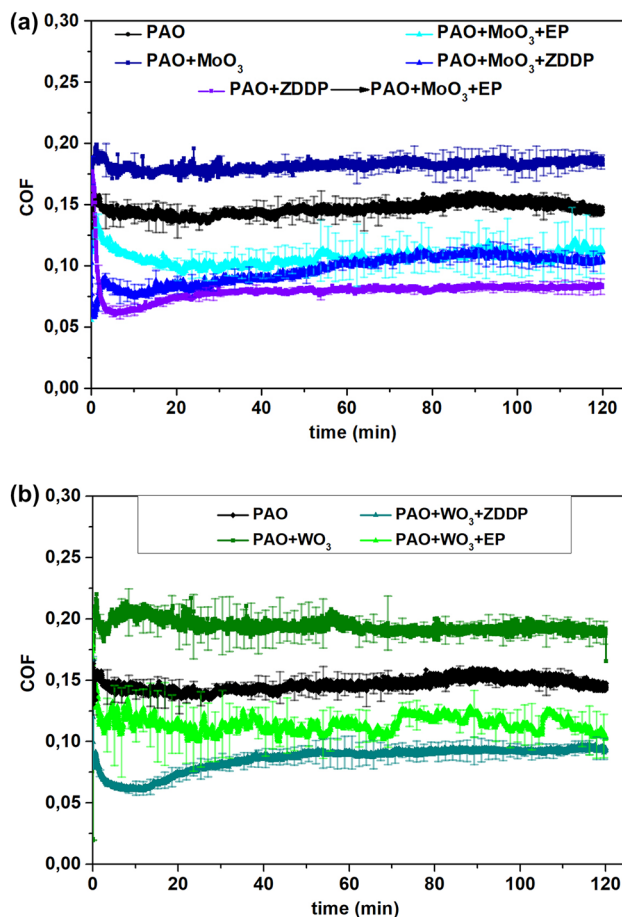 (a)
0,30
0,25
0,20
0,15
0,10
0,05
0,00
COF
PAO
PAO+MoO₃+EP
PAO+MoO₃
PAO+MoO₃+ZDDP
PAO+ZDDP → PAO+MoO₃+EP
0 20 40 60 80 100 120
time (min)
(b)
0,30
0,25
0,20
0,15
0,10
0,05
0,00
COF
PAO
PAO+WO₃+ZDDP
PAO+WO₃
PAO+WO₃+EP
0 20 40 60 80 100 120
time (min)